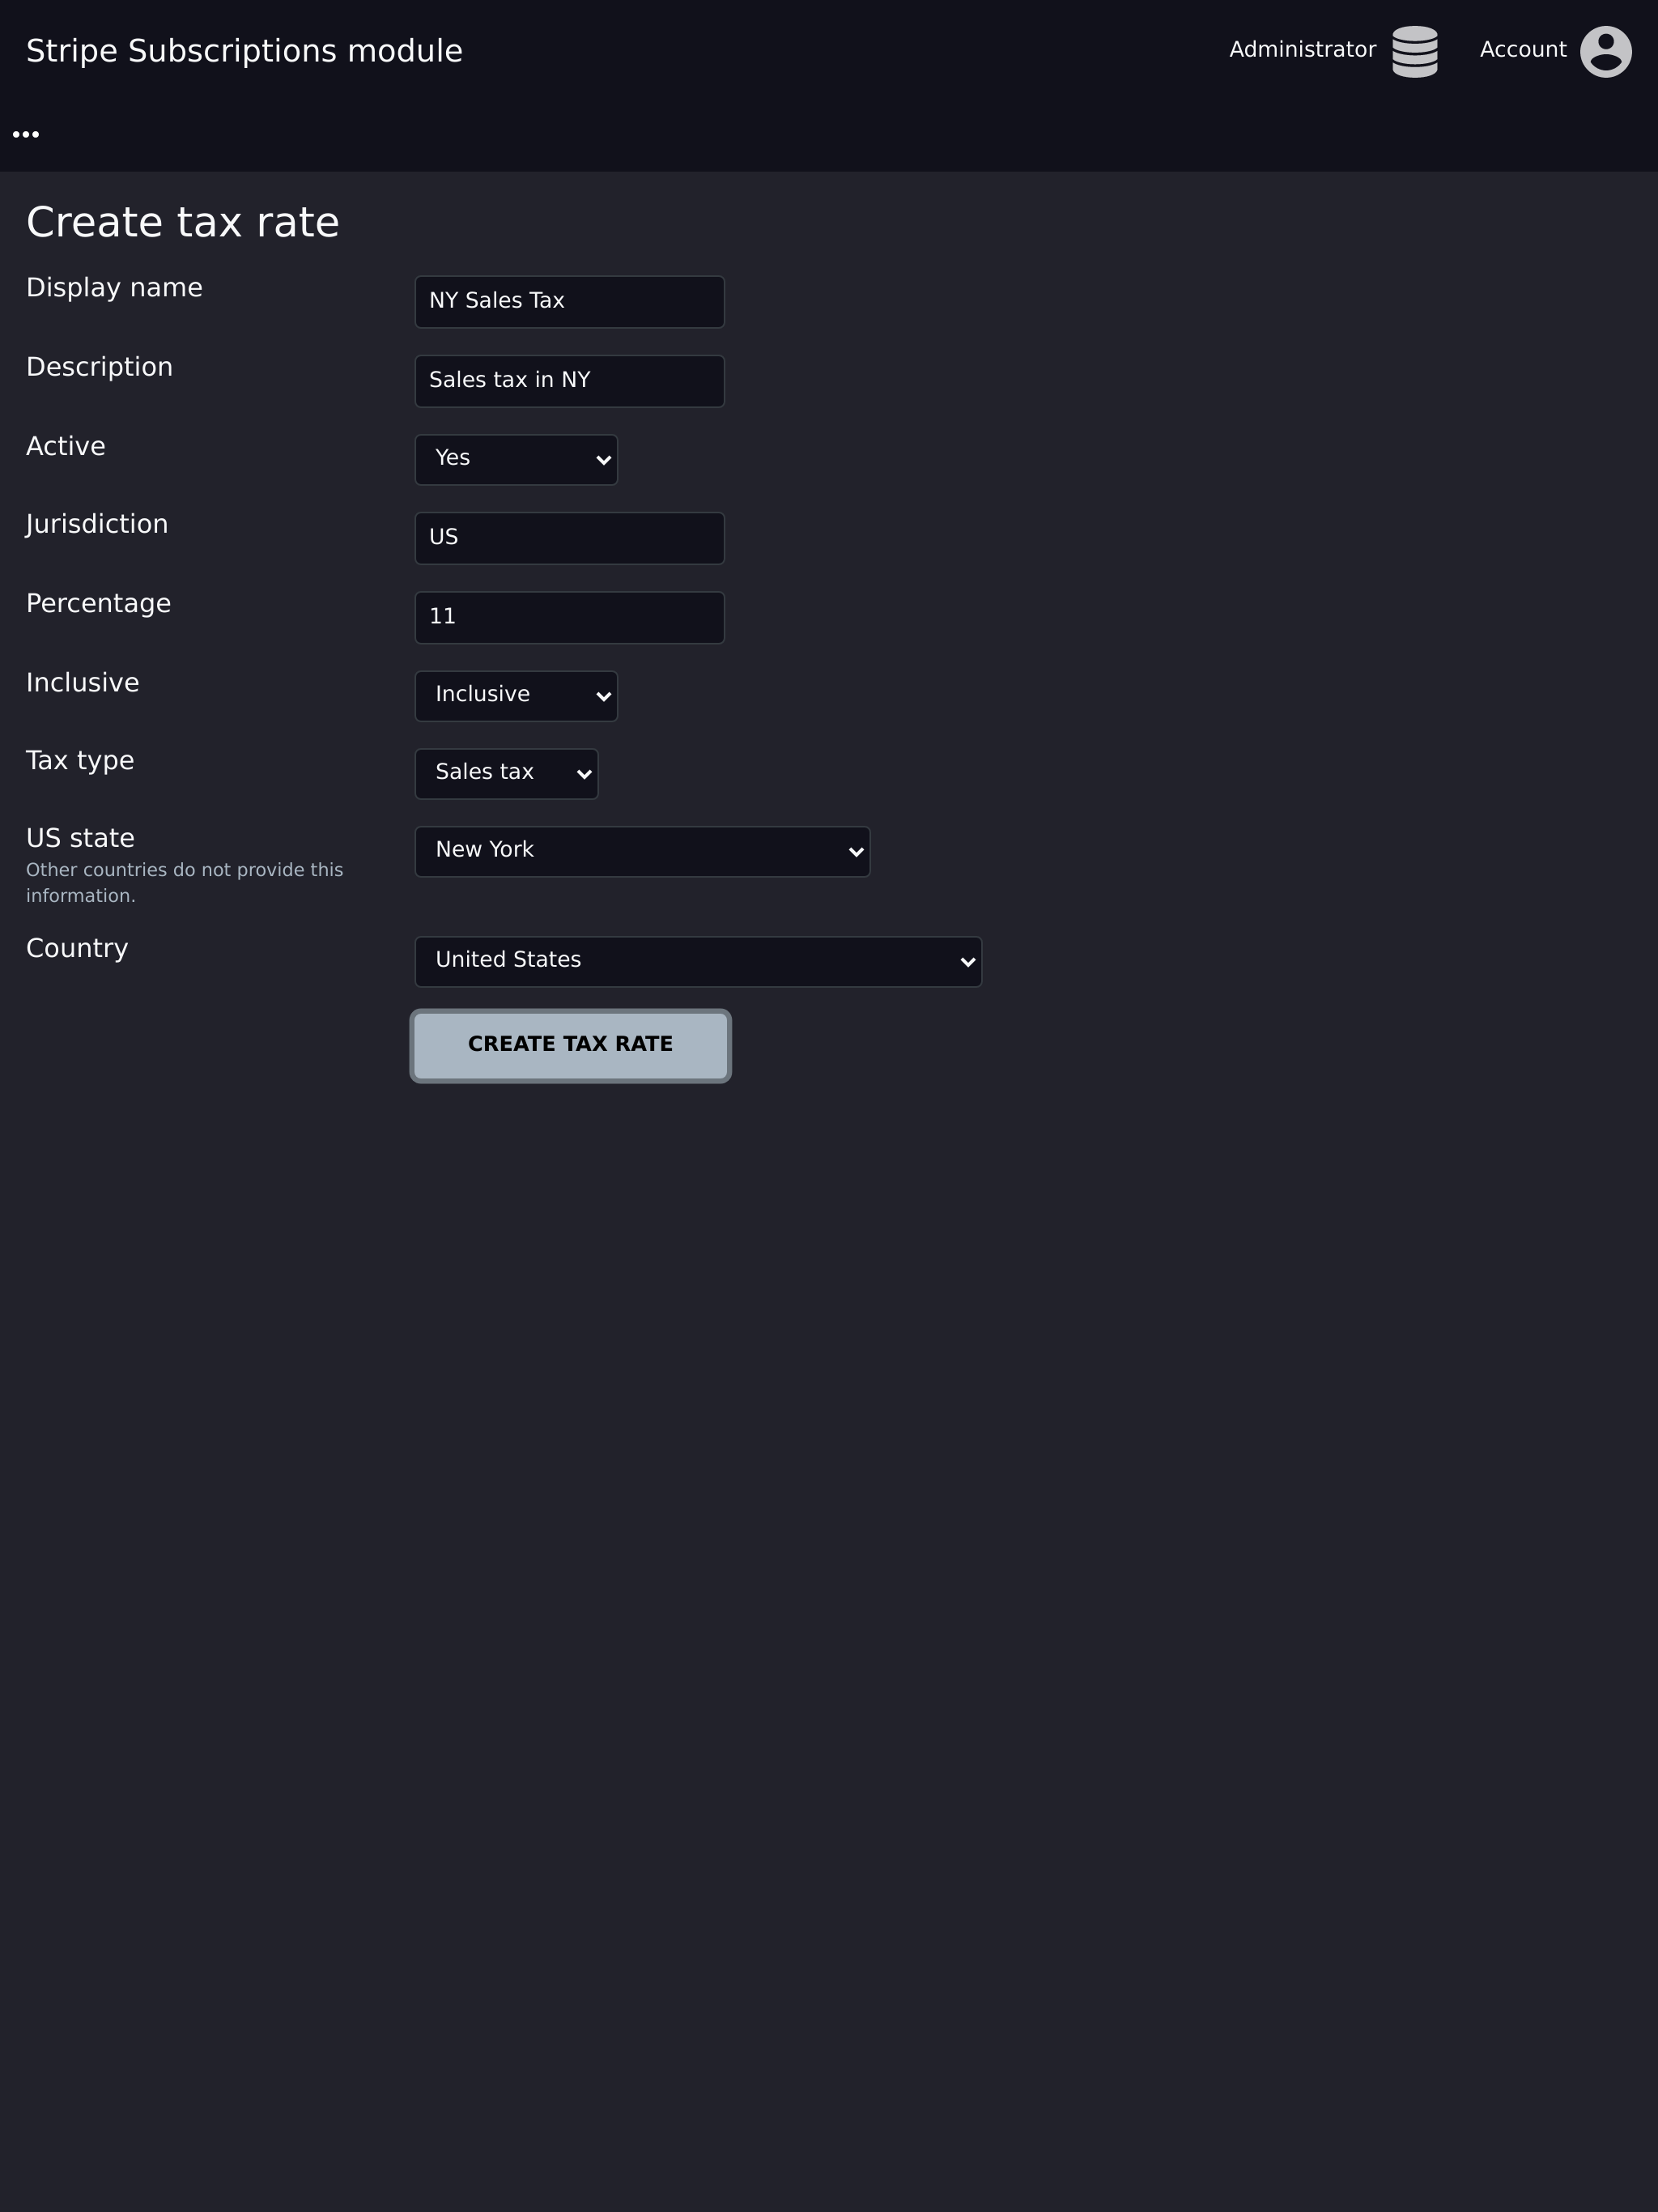 Stripe Subscriptions module
Administrator
Account
Create tax rate
Display name
NY Sales Tax
Description
Sales tax in NY
Active
Yes
Jurisdiction
US
Percentage
11
Inclusive
Inclusive
Tax type
Sales tax
US state
Other countries do not provide this
information.
New York
Country
United States
CREATE TAX RATE